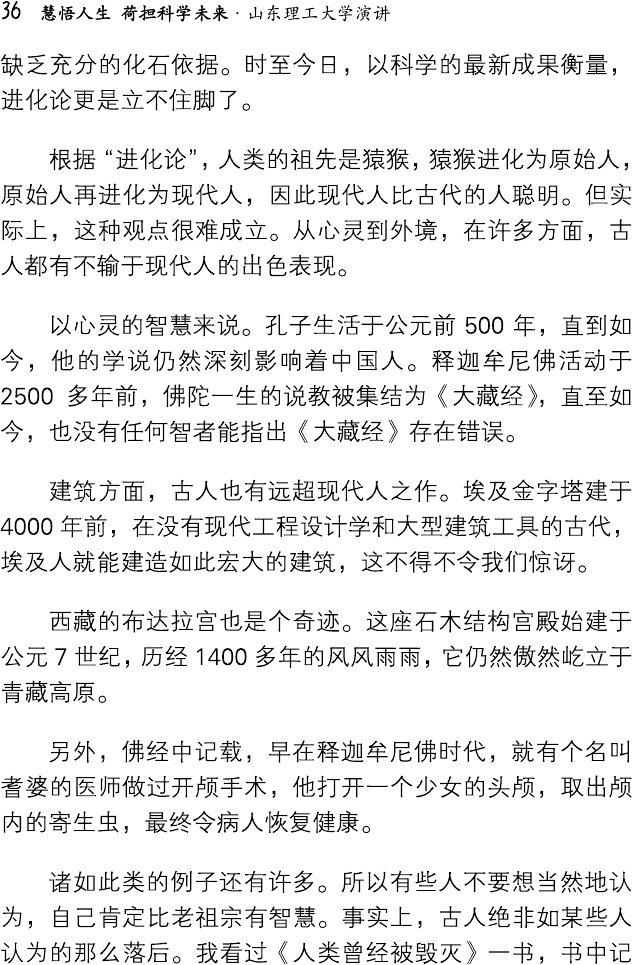 36 慧悟人生 荷担科学未来·山东理工大学演讲
缺乏充分的化石依据。时至今日，以科学的最新成果衡量，
进化论更是立不住脚了。
根据“进化论”，人类的祖先是猿猴，猿猴进化为原始人，
原始人再进化为现代人，因此现代人比古代的人聪明。但实
际上，这种观点很难成立。从心灵到外境，在许多方面，古
人都有不输于现代人的出色表现。
以心灵的智慧来说。孔子生活于公元前 500 年，直到如
今，他的学说仍然深刻影响着中国人。释迦牟尼佛活动于
2500 多年前，佛陀一生的说教被集结为《大藏经》，直至如
今，也没有任何智者能指出《大藏经》存在错误。
建筑方面，古人也有远超现代人之作。埃及金字塔建于
4000 年前，在没有现代工程设计学和大型建筑工具的古代，
埃及人就能建造如此宏大的建筑，这不得不令我们惊讶。
西藏的布达拉宫也是个奇迹。这座石木结构宫殿始建于
公元 7 世纪，历经 1400 多年的风风雨雨，它仍然傲然屹立于
青藏高原。
另外，佛经中记载，早在释迦牟尼佛时代，就有个名叫
耆婆的医师做过开颅手术，他打开一个少女的头颅，取出颅
内的寄生虫，最终令病人恢复健康。
诸如此类的例子还有许多。所以有些人不要想当然地认
为，自己肯定比老祖宗有智慧。事实上，古人绝非如某些人
认为的那么落后。我看过《人类曾经被毁灭》一书，书中记